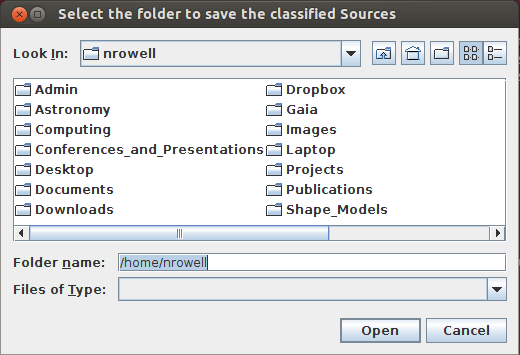 Select the folder to save the classified Sources
Look In: nrowell
Admin
Astronomy
Computing
Conferences_and_Presentations
Desktop
Documents
Downloads
Dropbox
Gaia
Images
Laptop
Projects
Publications
Shape_Models
Folder name: /home/nrowell
Files of Type:
Open Cancel